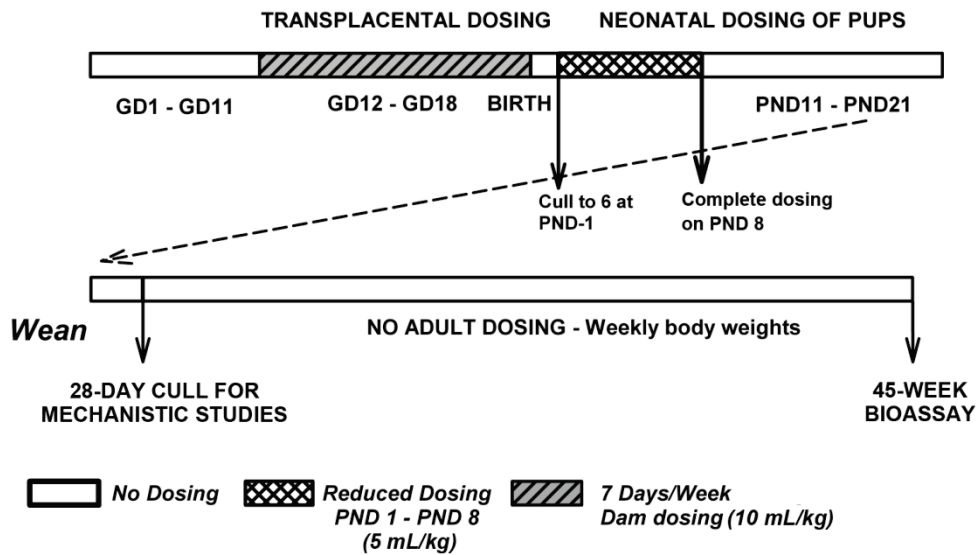 TRANSPLACENTAL DOSING
NEONATAL DOSING OF PUPS
GD1 - GD11
GD12 - GD18
BIRTH
PND11 - PND21
Cull to 6 at
PND-1
Complete dosing
on PND 8
Wean
NO ADULT DOSING - Weekly body weights
28-DAY CULL FOR
MECHANISTIC STUDIES
45-WEEK
BIOASSAY
No Dosing
Reduced Dosing
PND 1 - PND 8
(5 mL/kg)
7 Days/Week
Dam dosing (10 mL/kg)